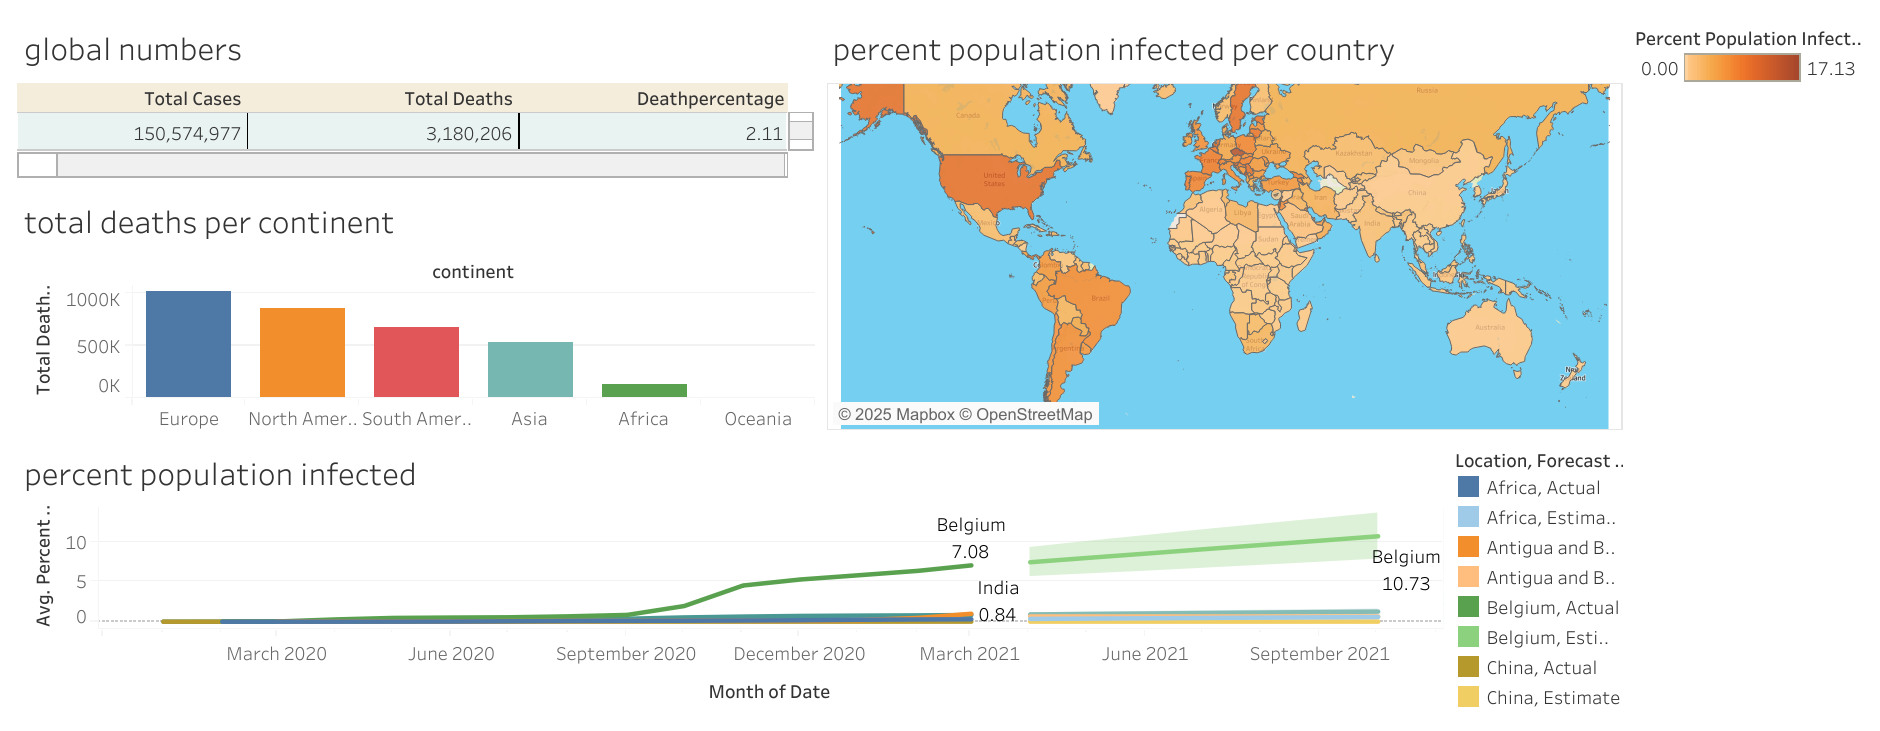 global numbers
Total Cases Total Deaths Deathpercentage
150,574,977 3,180,206 2.11
total deaths per continent
continent
Total Death..
1000K
500K
0K
Europe North Amer.. South Amer.. Asia Africa Oceania
percent population infected per country
Percent Population Infect..
0.00 17.13
Canada
Russia
United
States
Mexico
Brazil
Algeria
Libya
Sudan
Saudi
Arabia
Iran
Turkey
Kazakhstan
Mongolia
China
India
Australia
New
Zealand
South
Africa
© 2025 Mapbox © OpenStreetMap
percent population infected
Avg. Percent ..
10
5
0
Belgium
7.08
India
0.84
Belgium
10.73
March 2020 June 2020 September 2020 December 2020 March 2021 June 2021 September 2021
Month of Date
Location, Forecast ..
Africa, Actual
Africa, Estima..
Antigua and B..
Antigua and B..
Belgium, Actual
Belgium, Esti..
China, Actual
China, Estimate